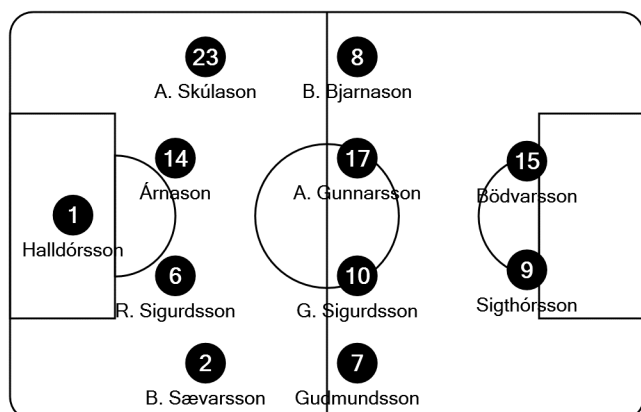 23
A. Skúlason
8
B. Bjarnason
14
Árnason
17
A. Gunnarsson
15
Bödvarsson
1
Halldórsson
6
R. Sigurdsson
10
G. Sigurdsson
9
Sigthórsson
2
B. Sævarsson
7
Gudmundsson